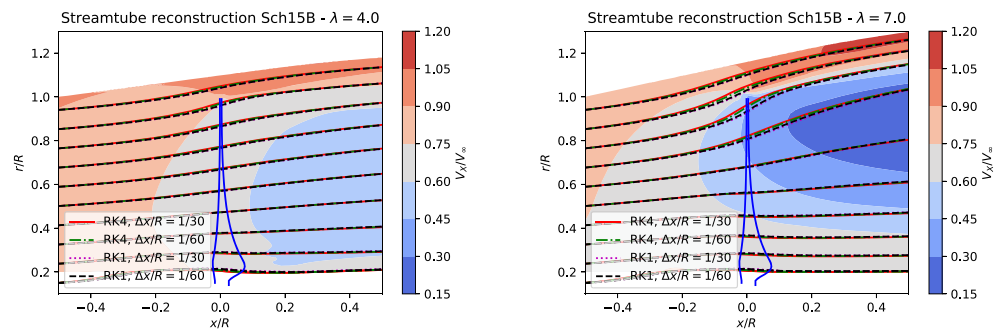 Streamtube reconstruction Sch15B - λ = 4.0
1.2
1.0
0.8
0.6
0.4
0.2
r/R
−0.4
−0.2
0.0
0.2
0.4
x/R
RK4, Δx/R = 1/30
RK4, Δx/R = 1/60
RK1, Δx/R = 1/30
RK1, Δx/R = 1/60
1.20
1.05
0.90
0.75
0.60
0.45
0.30
0.15
V_X/V_∞
Streamtube reconstruction Sch15B - λ = 7.0
1.2
1.0
0.8
0.6
0.4
0.2
r/R
−0.4
−0.2
0.0
0.2
0.4
x/R
RK4, Δx/R = 1/30
RK4, Δx/R = 1/60
RK1, Δx/R = 1/30
RK1, Δx/R = 1/60
1.20
1.05
0.90
0.75
0.60
0.45
0.30
0.15
V_X/V_∞